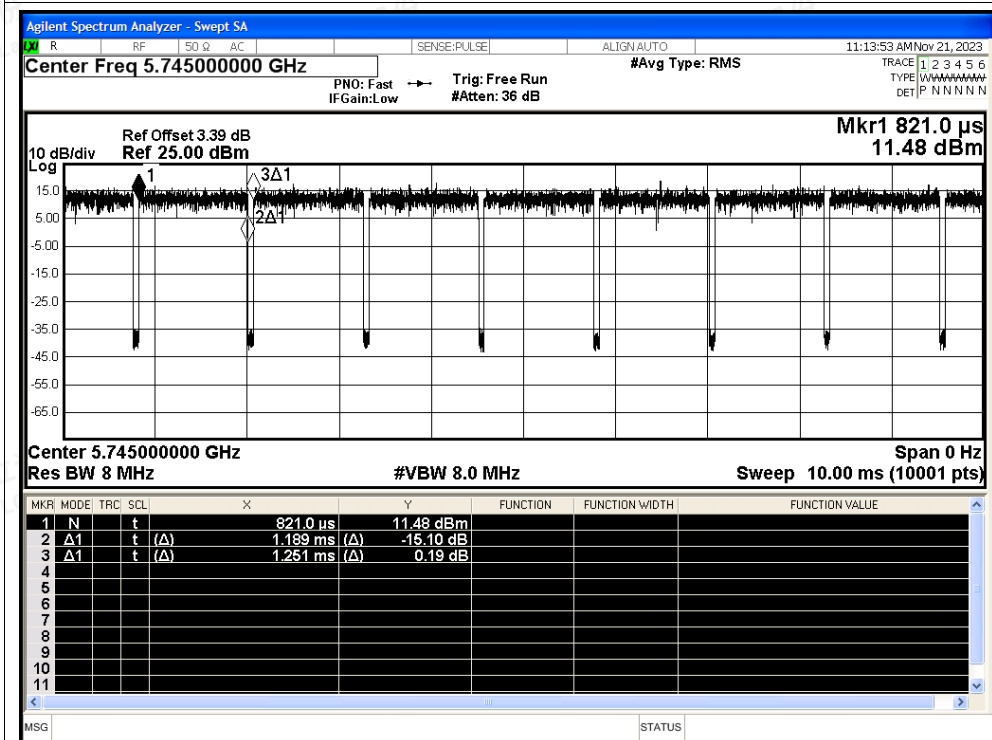 Agilent Spectrum Analyzer - Swept SA
LXI R RF 50 Ω AC SENSE:PULSE ALIGN AUTO 11:13:53 AM Nov 21, 2023
Center Freq 5.745000000 GHz #Avg Type: RMS TRACE 1 2 3 4 5 6
PNO: Fast Trig: Free Run TYPE WWWWWW
IFGain:Low #Atten: 36 dB DET P N N N N N
Mkr1 821.0 µs
Ref Offset 3.39 dB
10 dB/div Ref 25.00 dBm 11.48 dBm
Log
1 3Δ1
15.0
5.00 2Δ1
-5.00
-15.0
-25.0
-35.0
-45.0
-55.0
-65.0
Center 5.745000000 GHz Span 0 Hz
Res BW 8 MHz #VBW 8.0 MHz Sweep 10.00 ms (10001 pts)
MKR MODE TRC SCL X Y FUNCTION FUNCTION WIDTH FUNCTION VALUE
1 N t 821.0 µs 11.48 dBm
2 Δ1 t (Δ) 1.189 ms (Δ) -15.10 dB
3 Δ1 t (Δ) 1.251 ms (Δ) 0.19 dB
4
5
6
7
8
9
10
11
MSG STATUS